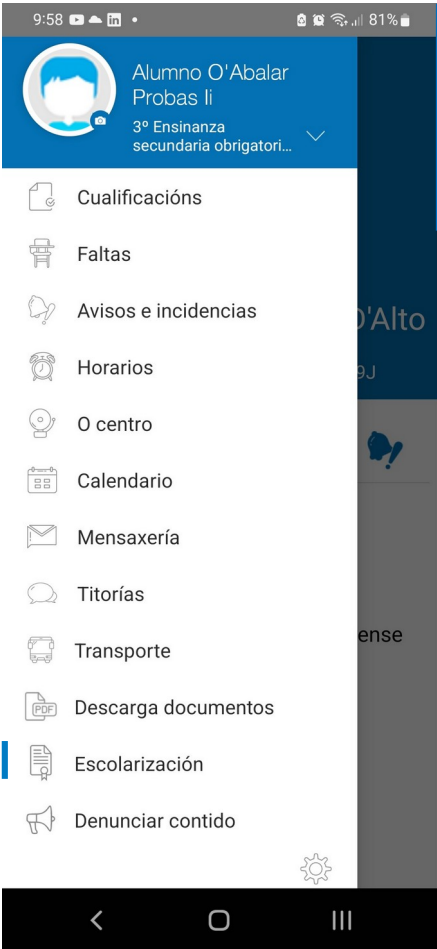 9:58
81%
Alumno O'Abalar
Probas Ii
3º Ensinanza
secundaria obrigatori...
Cualificacións
Faltas
Avisos e incidencias
O'Alto
Horarios
9J
O centro
Calendario
Mensaxería
Titorías
ense
Transporte
PDF
Descarga documentos
Escolarización
Denunciar contido